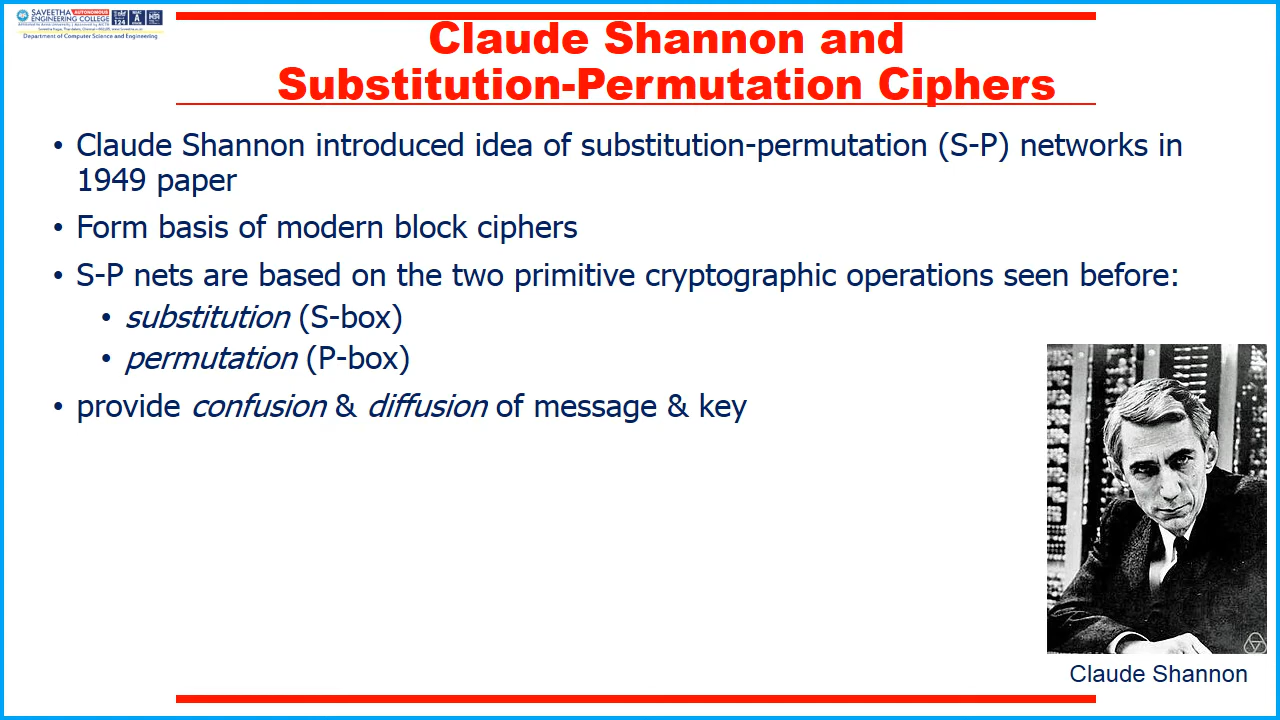 SAVEETHA AUTONOMOUS
ENGINEERING COLLEGE
Department of Computer Science and Engineering
Claude Shannon and
Substitution-Permutation Ciphers
• Claude Shannon introduced idea of substitution-permutation (S-P) networks in
1949 paper
• Form basis of modern block ciphers
• S-P nets are based on the two primitive cryptographic operations seen before:
• substitution (S-box)
• permutation (P-box)
• provide confusion & diffusion of message & key
Claude Shannon